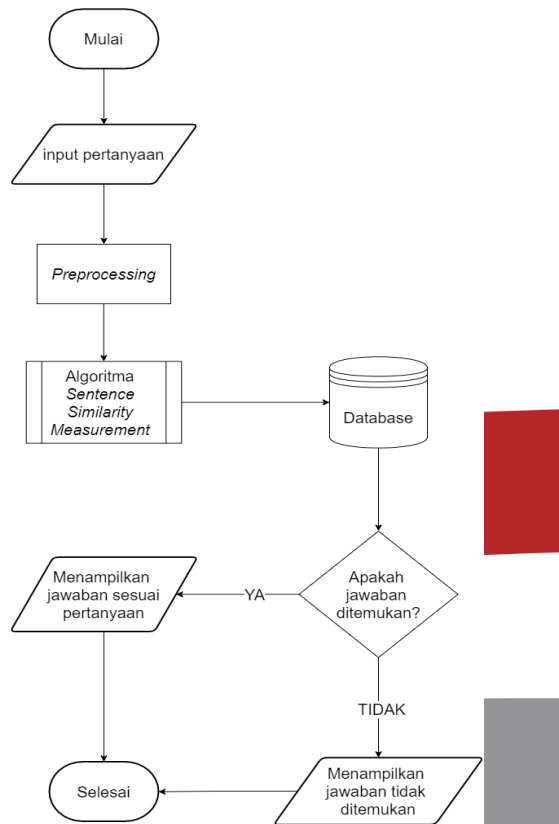 Mulai
input pertanyaan
Preprocessing
Algoritma
Sentence
Similarity
Measurement
Database
Apakah
jawaban
ditemukan?
YA
Menampilkan
jawaban sesuai
pertanyaan
TIDAK
Menampilkan
jawaban tidak
ditemukan
Selesai